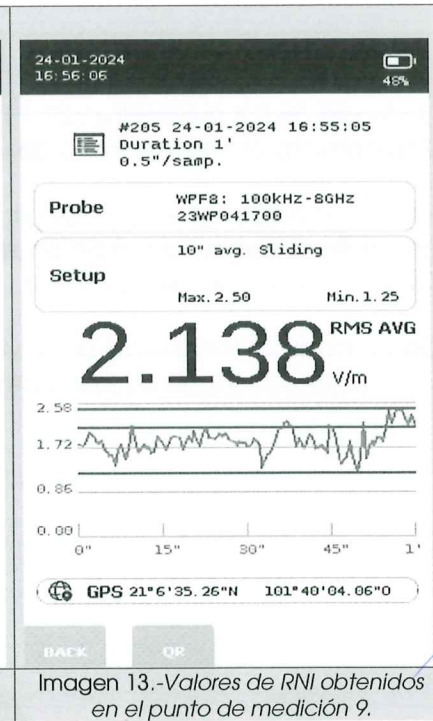 24-01-2024
16:56:06
48%
#205 24-01-2024 16:55:05
Duration 1'
0.5"/samp.
Probe
WPF8: 100kHz-8GHz
23WP041700
Setup
10" avg. Sliding
Max.2.50 Min.1.25
2.138 RMS AVG
V/m
2.58
1.72
0.86
0.00
0" 15" 30" 45" 1'
GPS 21°6'35.26"N 101°40'04.06"O
BACK QR
Imagen 13.-Valores de RNI obtenidos
en el punto de medición 9.